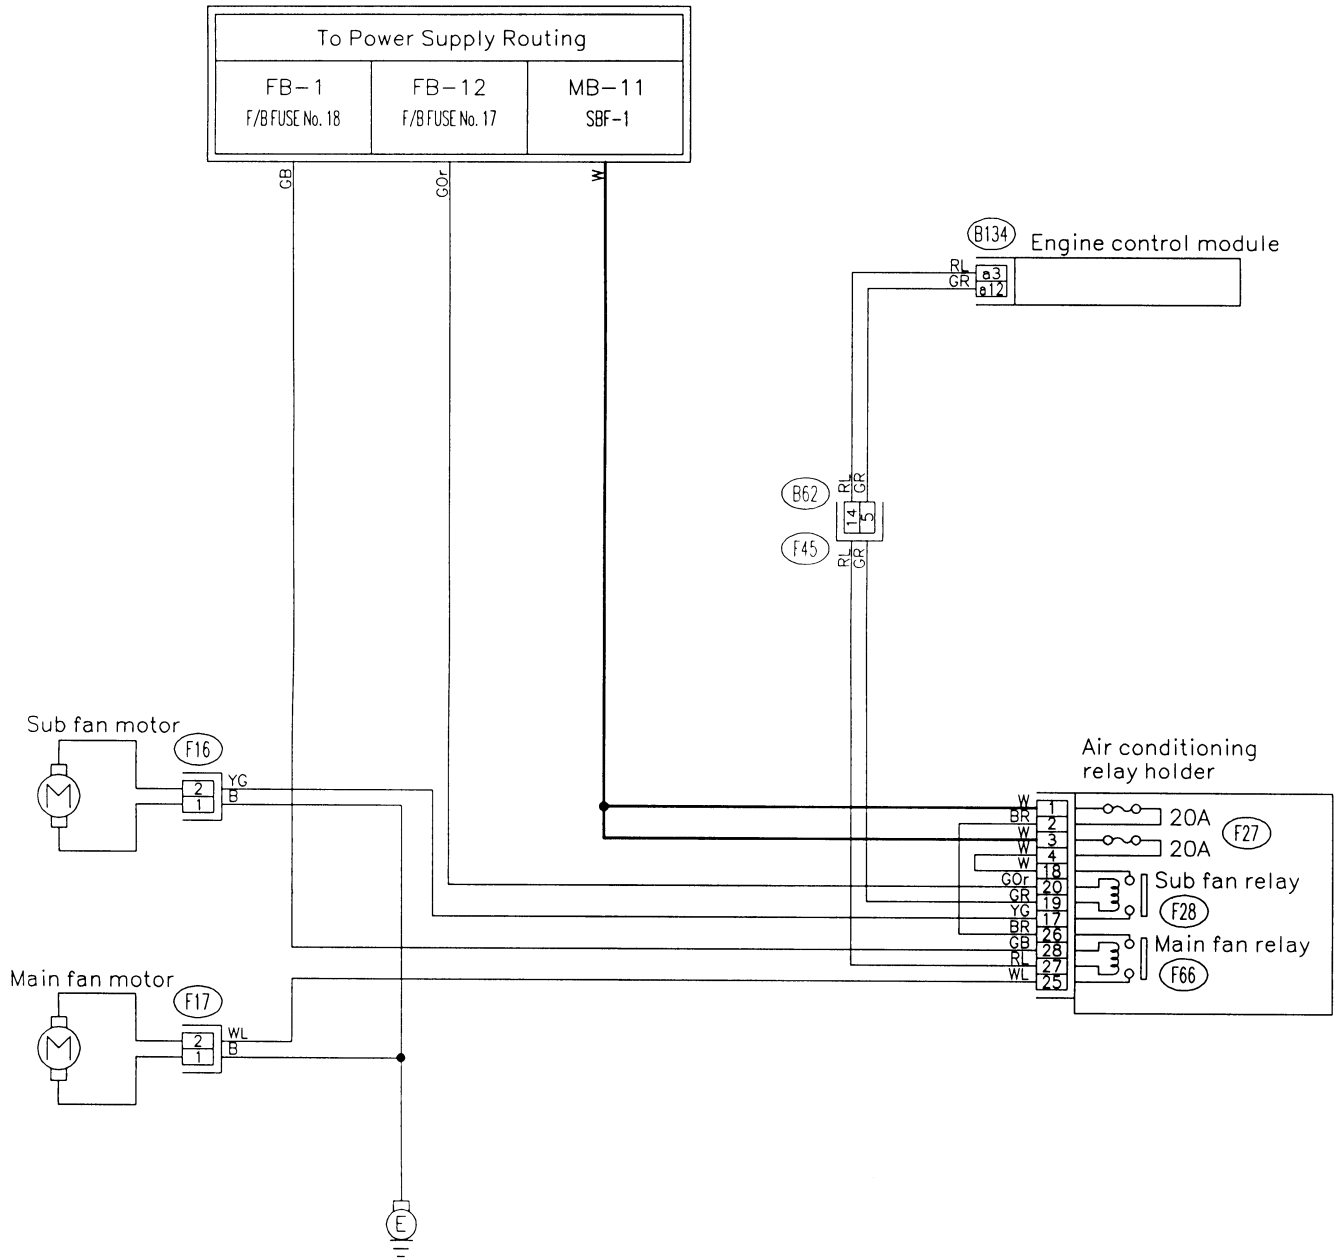 To Power Supply Routing
FB-1
FB-12
MB-11
F/B FUSE No. 18
F/B FUSE No. 17
SBF-1
GB
GOr
W
B134
Engine control module
RL
a3
GR
a12
RL
GR
B62
14
5
F45
RL
GR
Sub fan motor
F16
M
2
YG
1
B
Air conditioning
relay holder
W
1
BR
2
20A
F27
W
3
W
4
20A
W
18
GOr
20
Sub fan relay
GR
19
F28
YG
17
BR
26
GB
28
Main fan relay
RL
27
F66
WL
25
Main fan motor
F17
M
2
WL
1
B
E